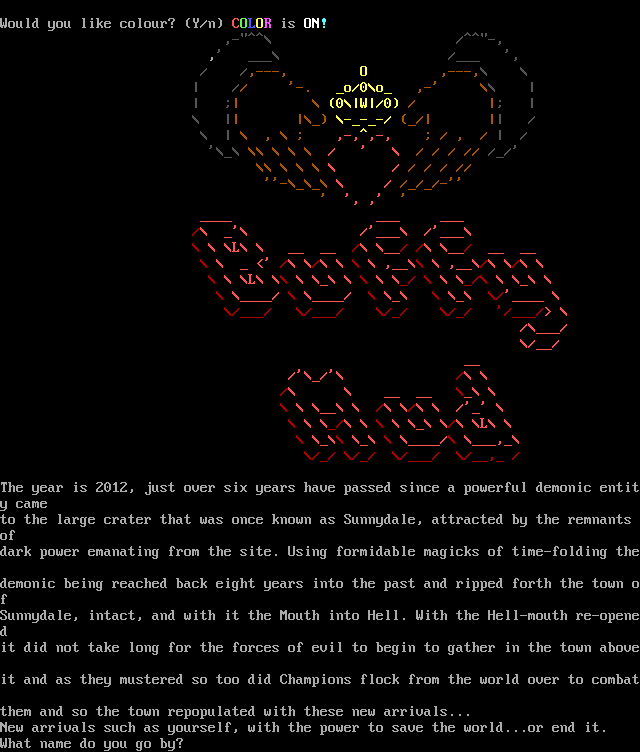 Would you like colour? (Y/n) COLOR is ON!
Buffy
Mud
The year is 2012, just over six years have passed since a powerful demonic entit
y came
to the large crater that was once known as Sunnydale, attracted by the remnants
of
dark power emanating from the site. Using formidable magicks of time-folding the
demonic being reached back eight years into the past and ripped forth the town o
f
Sunnydale, intact, and with it the Mouth into Hell. With the Hell-mouth re-opene
d
it did not take long for the forces of evil to begin to gather in the town above
it and as they mustered so too did Champions flock from the world over to combat
them and so the town repopulated with these new arrivals...
New arrivals such as yourself, with the power to save the world...or end it.
What name do you go by?